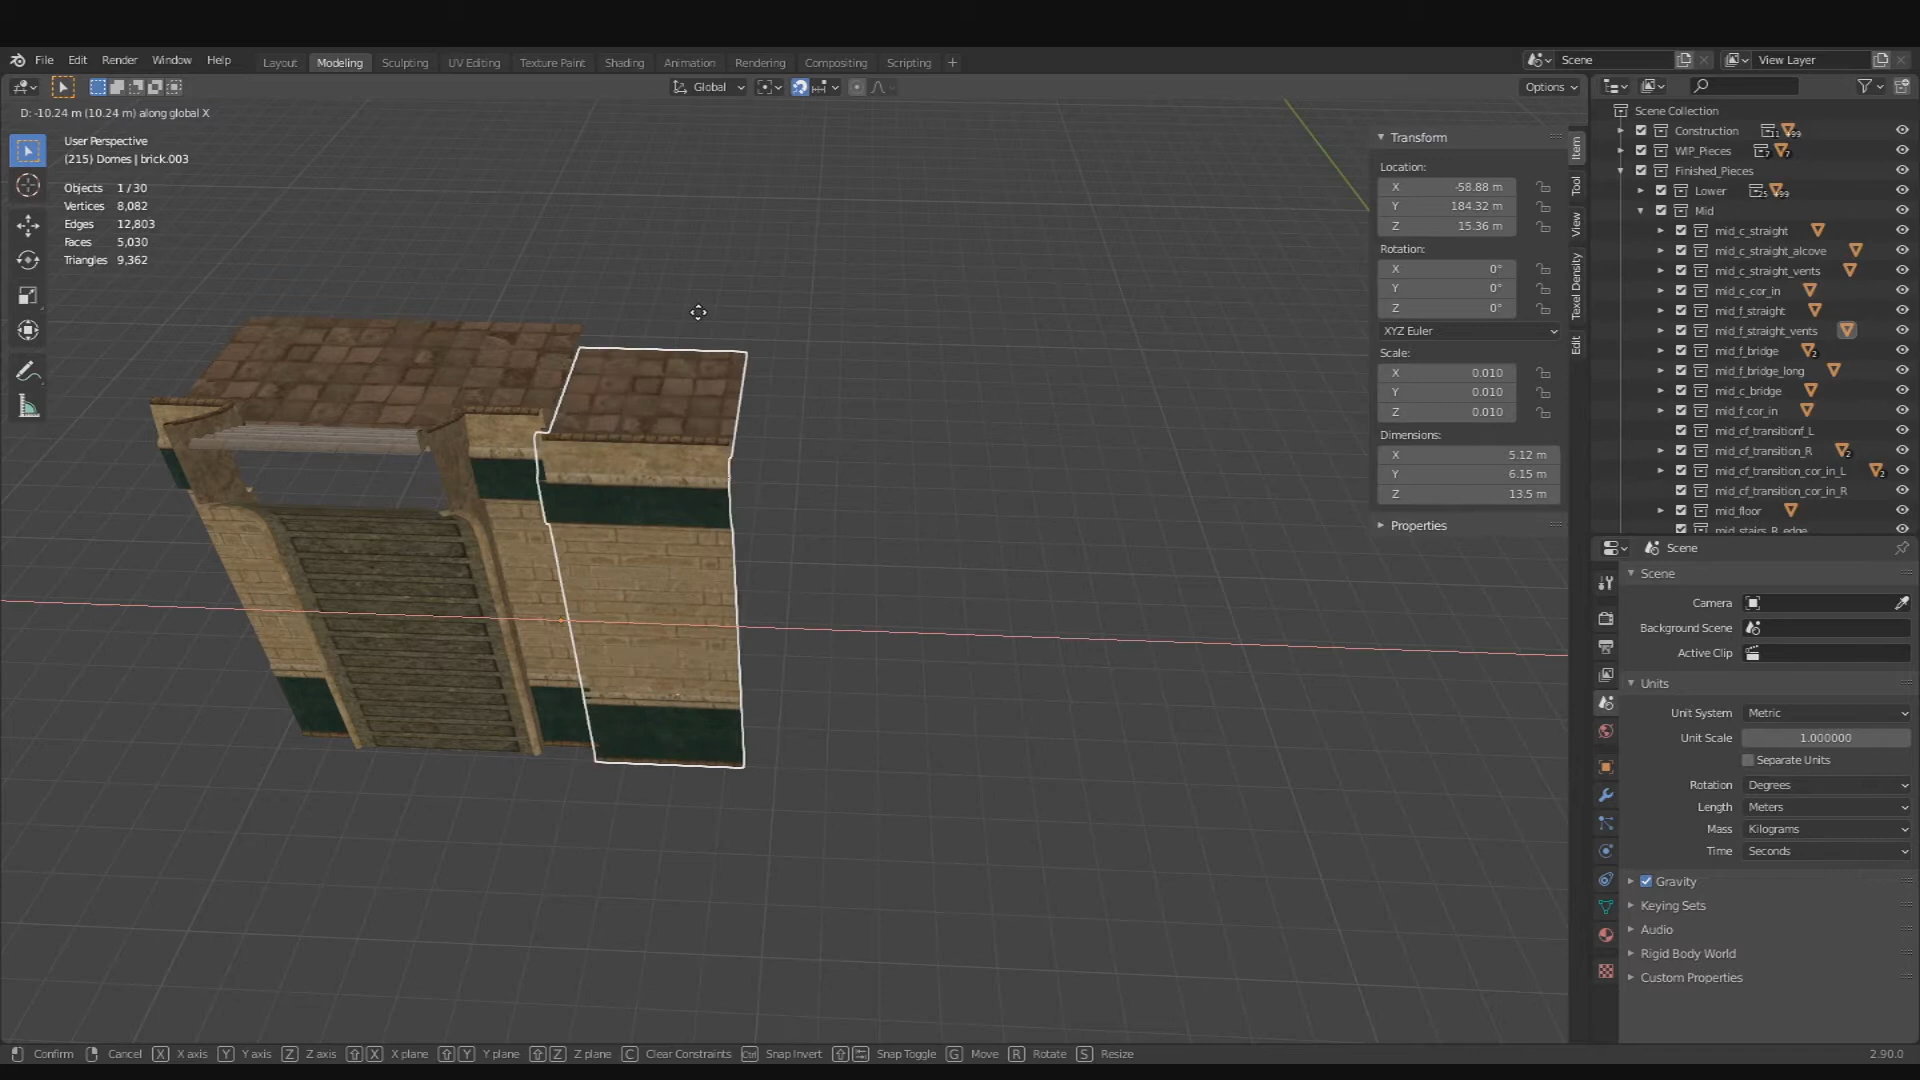 File Edit Render Window Help
Layout Modeling Sculpting UV Editing Texture Paint Shading Animation Rendering Compositing Scripting +
Scene
View Layer
Global
Options
D: -10.24 m (10.24 m) along global X
User Perspective
(215) Domes | brick.003
Objects 1 / 30
Vertices 8,082
Edges 12,803
Faces 5,030
Triangles 9,362
Transform
Location:
X -58.88 m
Y 184.32 m
Z 15.36 m
Rotation:
X 0°
Y 0°
Z 0°
XYZ Euler
Scale:
X 0.010
Y 0.010
Z 0.010
Dimensions:
X 5.12 m
Y 6.15 m
Z 13.5 m
Properties
Item
Tool
View
Texel Density
Edit
Scene Collection
Construction
WIP_Pieces
Finished_Pieces
Lower
Mid
mid_c_straight
mid_c_straight_alcove
mid_c_straight_vents
mid_c_cor_in
mid_f_straight
mid_f_straight_vents
mid_f_bridge
mid_f_bridge_long
mid_c_bridge
mid_f_cor_in
mid_cf_transitionf_L
mid_cf_transition_R
mid_cf_transition_cor_in_L
mid_cf_transition_cor_in_R
mid_floor
mid_stairs_R_edge
Scene
Scene
Camera
Background Scene
Active Clip
Units
Unit System Metric
Unit Scale 1.000000
Separate Units
Rotation Degrees
Length Meters
Mass Kilograms
Time Seconds
Gravity
Keying Sets
Audio
Rigid Body World
Custom Properties
Confirm Cancel X X axis Y Y axis Z Z axis X X plane Y Y plane Z Z plane C Clear Constraints Ctrl Snap Invert Snap Toggle G Move R Rotate S Resize
2.90.0